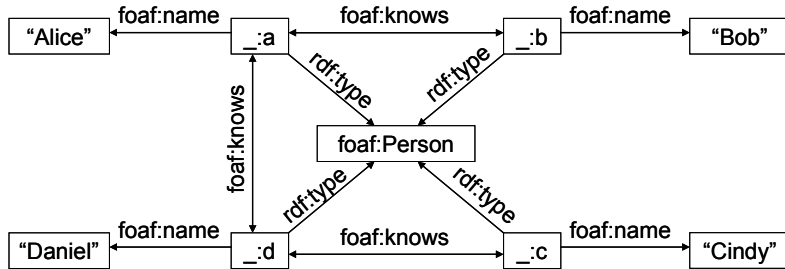 foaf:name foaf:knows foaf:name
“Alice” _:a _:b “Bob”
rdf:type rdf:type
foaf:knows
foaf:Person
rdf:type rdf:type
foaf:name foaf:knows foaf:name
“Daniel” _:d _:c “Cindy”